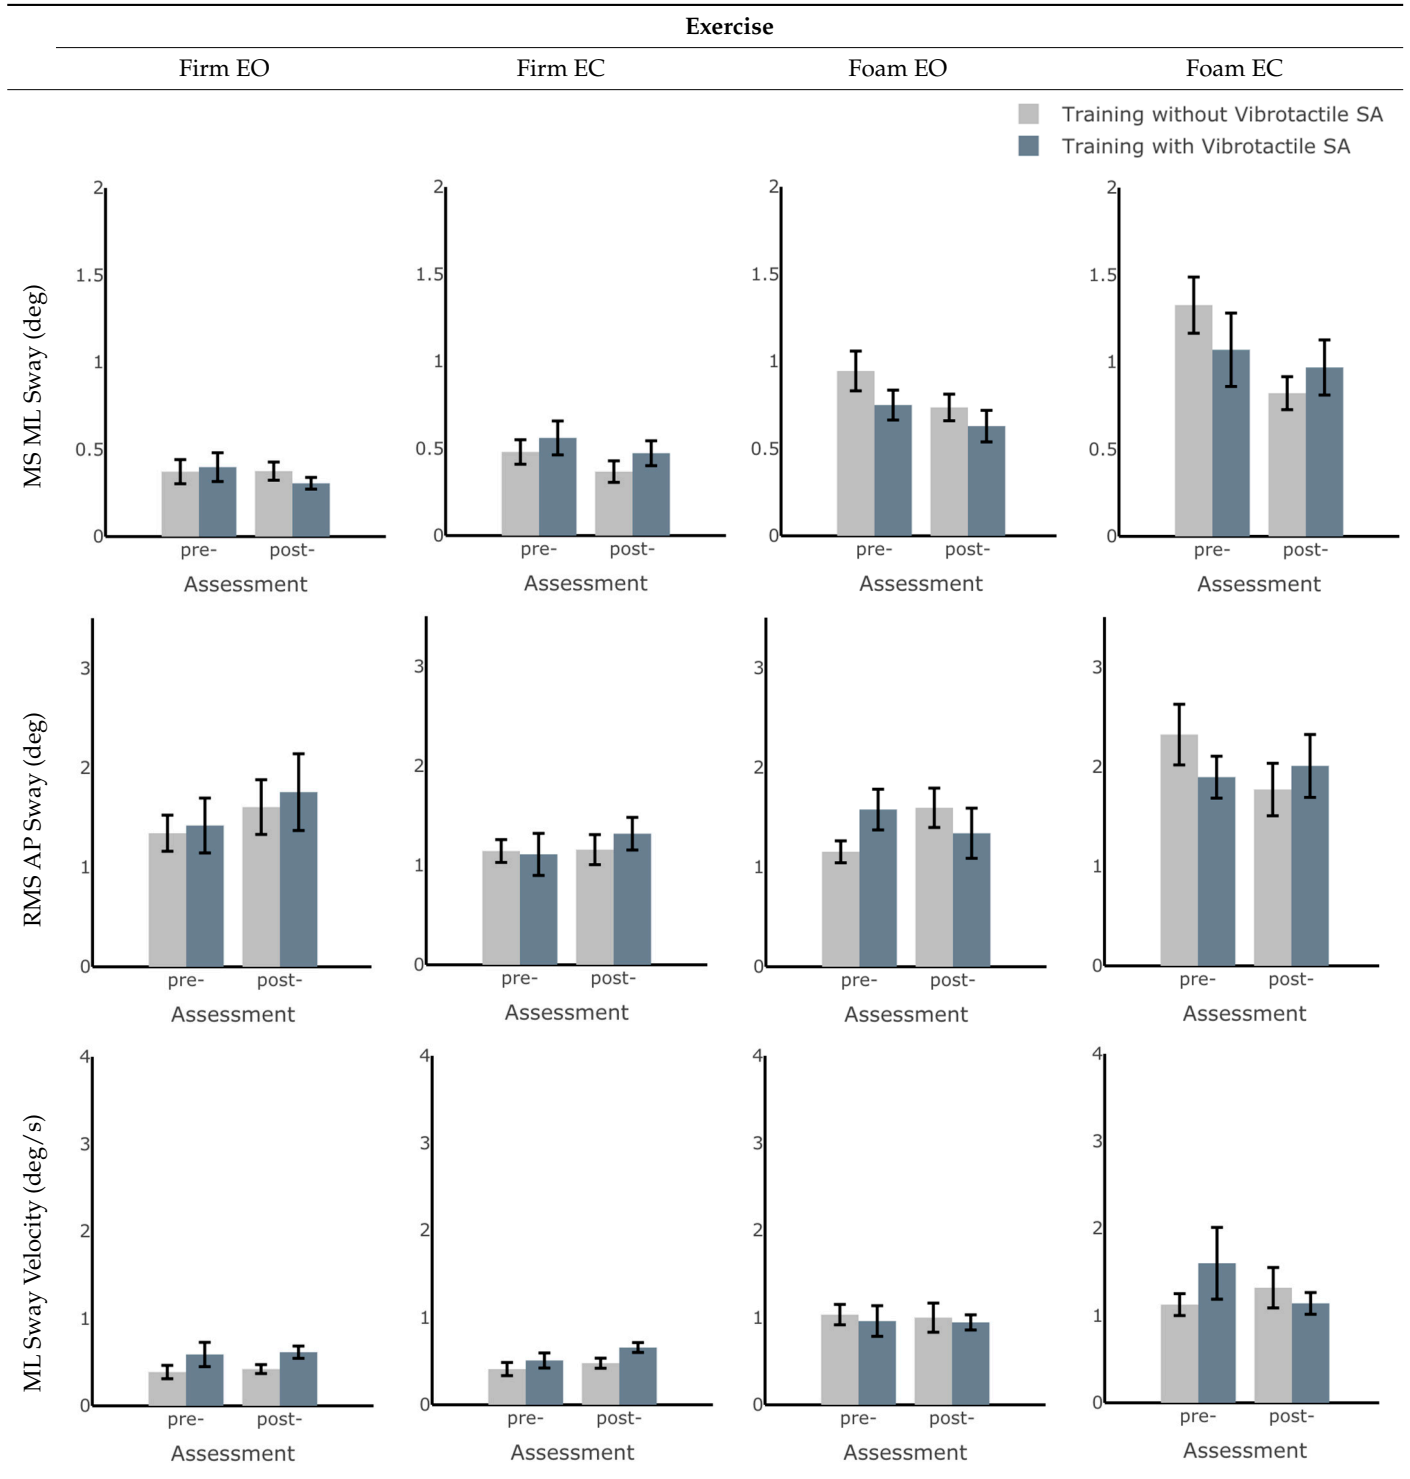 Exercise
Firm EO Firm EC Foam EO Foam EC
Training without Vibrotactile SA
Training with Vibrotactile SA
MS ML Sway (deg)
2
1.5
1
0.5
0
pre- post-
Assessment
2
1.5
1
0.5
0
pre- post-
Assessment
2
1.5
1
0.5
0
pre- post-
Assessment
2
1.5
1
0.5
0
pre- post-
Assessment
RMS AP Sway (deg)
3
2
1
0
pre- post-
Assessment
3
2
1
0
pre- post-
Assessment
3
2
1
0
pre- post-
Assessment
3
2
1
0
pre- post-
Assessment
ML Sway Velocity (deg/s)
4
3
2
1
0
pre- post-
Assessment
4
3
2
1
0
pre- post-
Assessment
4
3
2
1
0
pre- post-
Assessment
4
3
2
1
0
pre- post-
Assessment